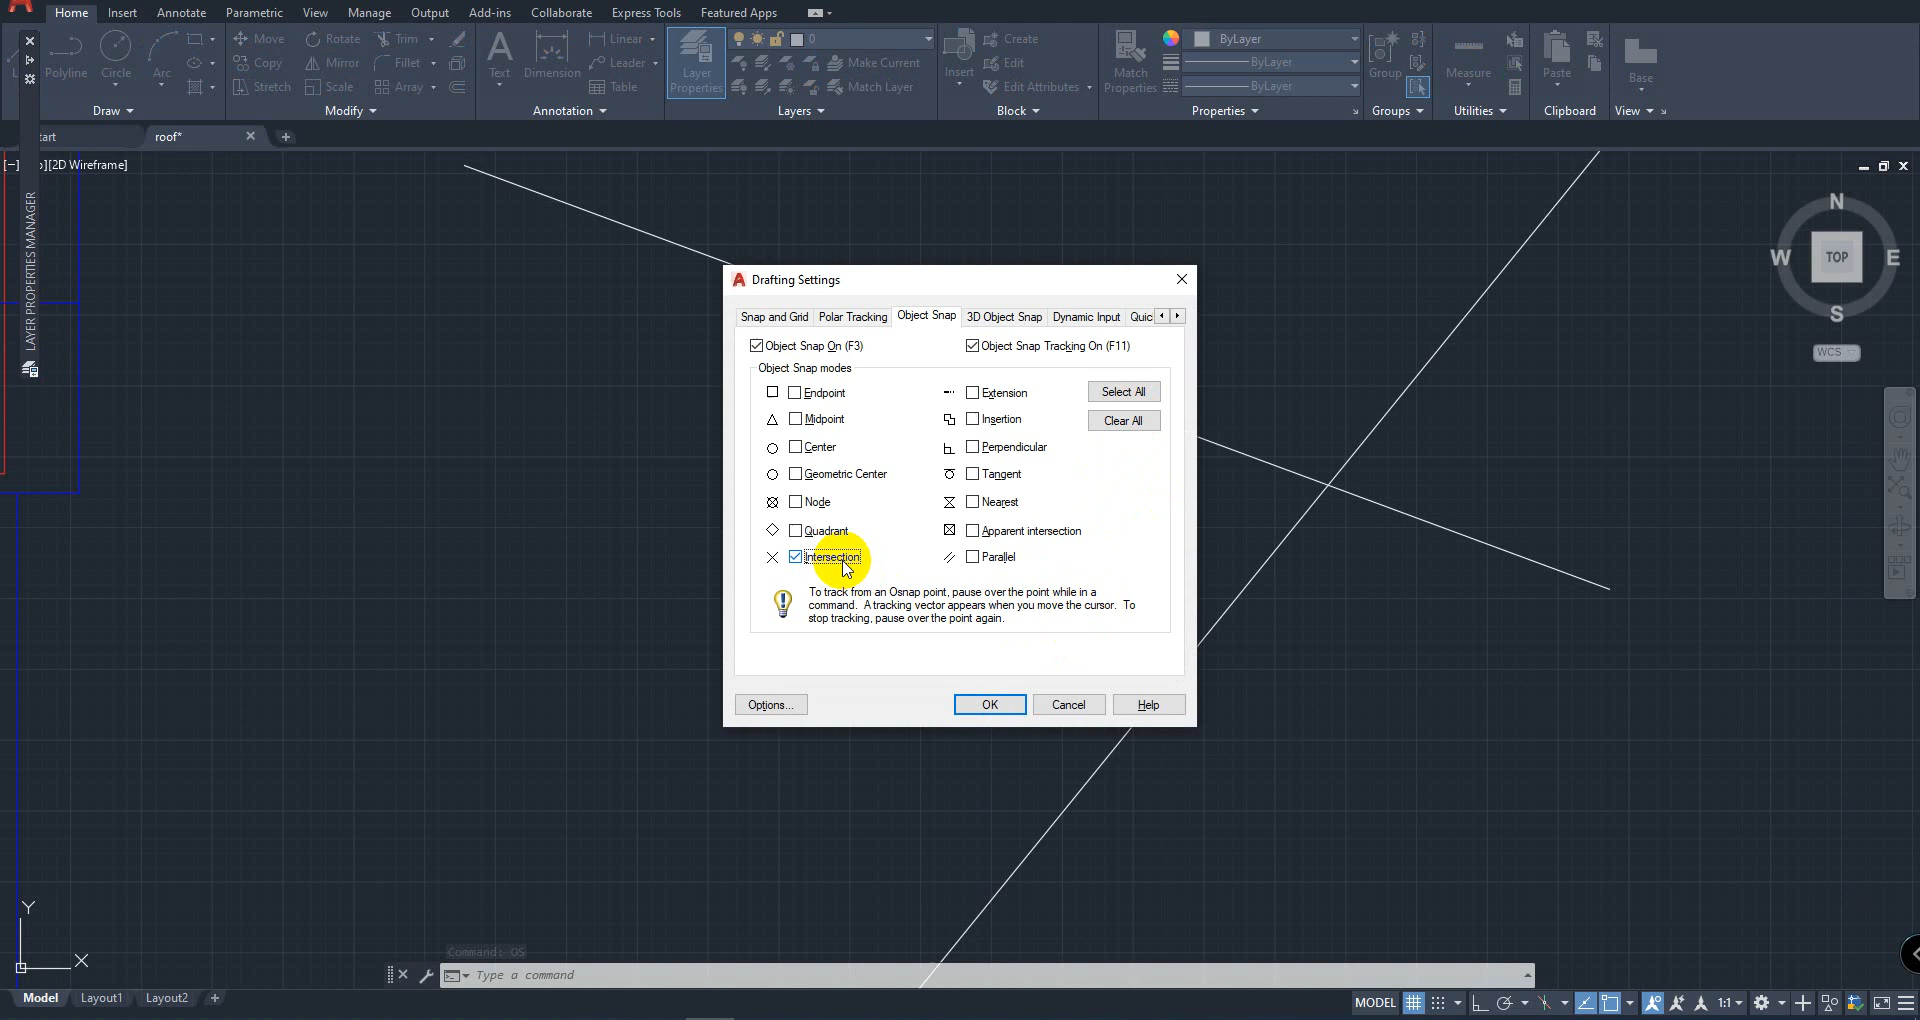 Home Insert Annotate Parametric View Manage Output Add-ins Collaborate Express Tools Featured Apps
Polyline Circle Arc
Move Rotate Trim
Copy Mirror Fillet
Stretch Scale Array
Text Dimension
Linear
Leader
Table
Layer
Properties
0
Make Current
Match Layer
Insert
Create
Edit
Edit Attributes
Match
Properties
ByLayer
ByLayer
ByLayer
Group
Measure
Paste
Base
Draw Modify Annotation Layers Block Properties Groups Utilities Clipboard View
tart roof*
[−] p][2D Wireframe]
LAYER PROPERTIES MANAGER
N
W TOP E
S
WCS
Drafting Settings
Snap and Grid Polar Tracking Object Snap 3D Object Snap Dynamic Input Quic
Object Snap On (F3) Object Snap Tracking On (F11)
Object Snap modes
Endpoint Extension Select All
Midpoint Insertion Clear All
Center Perpendicular
Geometric Center Tangent
Node Nearest
Quadrant Apparent intersection
Intersection Parallel
To track from an Osnap point, pause over the point while in a
command. A tracking vector appears when you move the cursor. To
stop tracking, pause over the point again.
Options... OK Cancel Help
Y
X
Command: OS
Type a command
Model Layout1 Layout2
MODEL 1:1